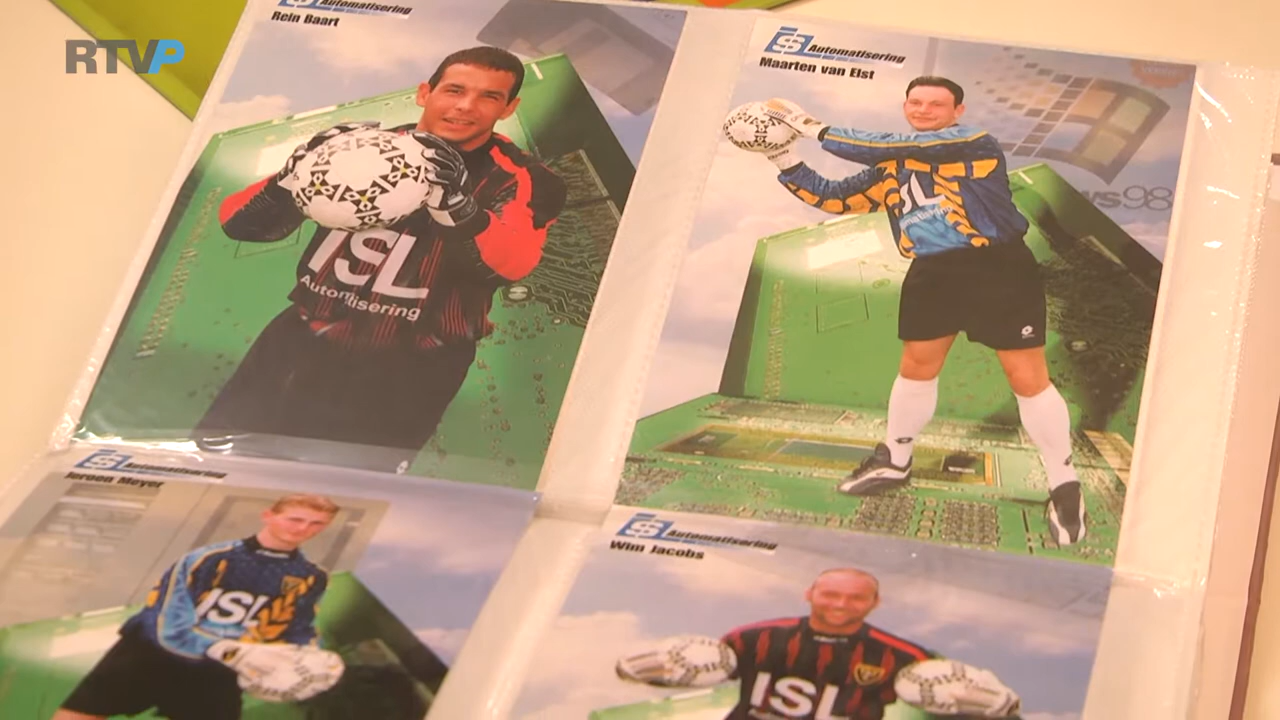 RTVP
Automatisering
Rein Baart
ISL
Automatisering
ISL Automatisering
Maarten van Elst
ws98
ISL Automatisering
Jeroen Meyer
ISL
ISL Automatisering
Wim Jacobs
ISL